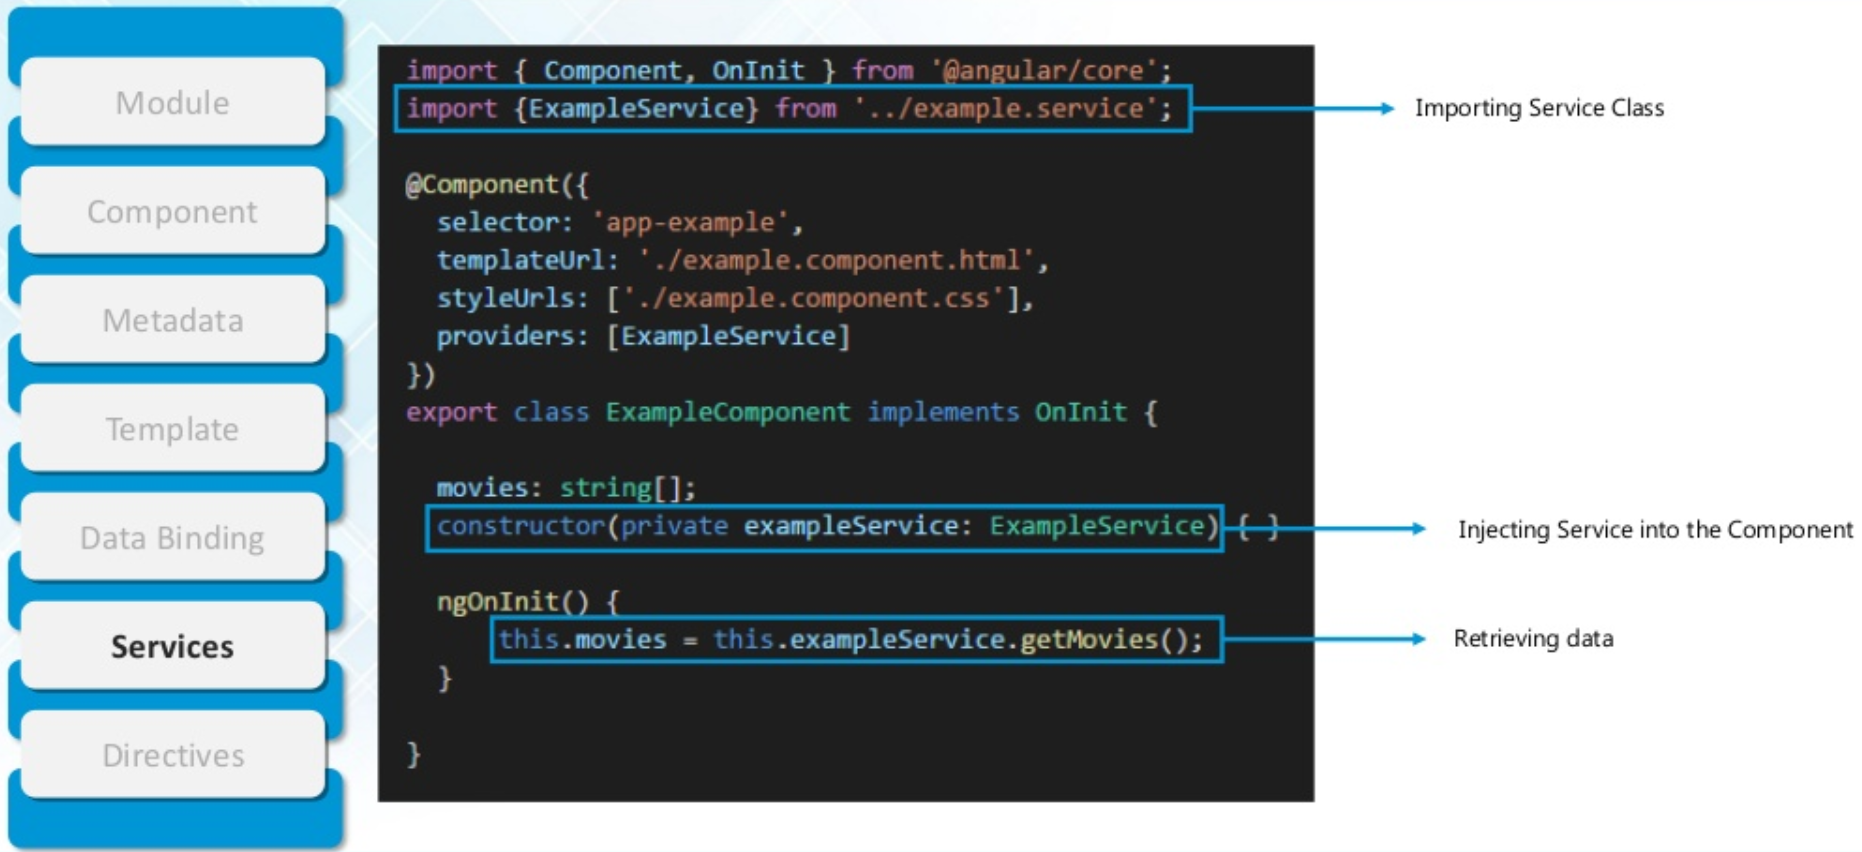 Module
Component
Metadata
Template
Data Binding
Services
Directives
import { Component, OnInit } from '@angular/core';
import {ExampleService} from '../example.service';
@Component({
selector: 'app-example',
templateUrl: './example.component.html',
styleUrls: ['./example.component.css'],
providers: [ExampleService]
})
export class ExampleComponent implements OnInit {
movies: string[];
constructor(private exampleService: ExampleService) { }
ngOnInit() {
this.movies = this.exampleService.getMovies();
}
}
Importing Service Class
Injecting Service into the Component
Retrieving data